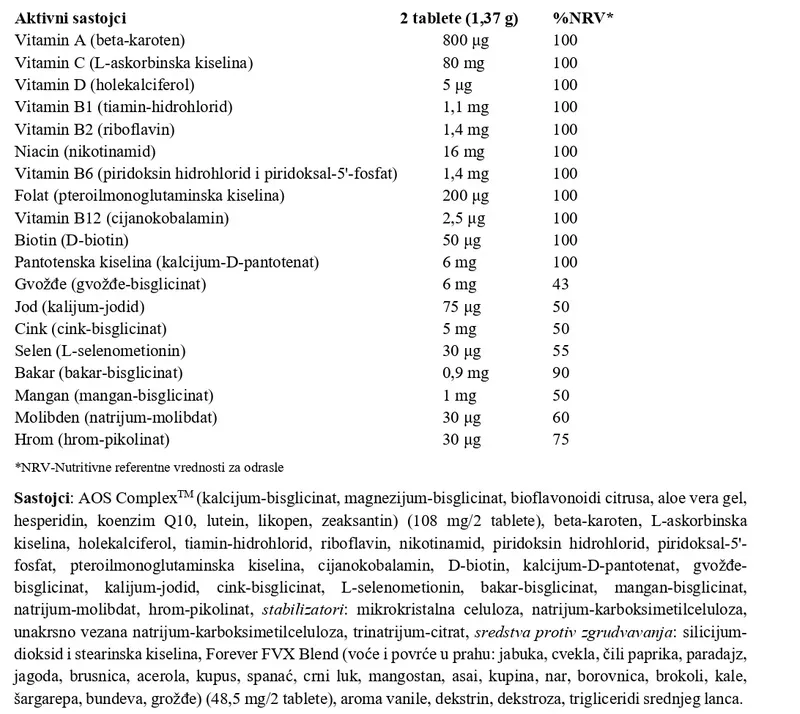 Aktivni sastojci 2 tablete (1,37 g) %NRV*
Vitamin A (beta-karoten) 800 µg 100
Vitamin C (L-askorbinska kiselina) 80 mg 100
Vitamin D (holekalciferol) 5 µg 100
Vitamin B1 (tiamin-hidrohlorid) 1,1 mg 100
Vitamin B2 (riboflavin) 1,4 mg 100
Niacin (nikotinamid) 16 mg 100
Vitamin B6 (piridoksin hidrohlorid i piridoksal-5'-fosfat) 1,4 mg 100
Folat (pteroilmonoglutaminska kiselina) 200 µg 100
Vitamin B12 (cijanokobalamin) 2,5 µg 100
Biotin (D-biotin) 50 µg 100
Pantotenska kiselina (kalcijum-D-pantotenat) 6 mg 100
Gvožđe (gvožđe-bisglicinat) 6 mg 43
Jod (kalijum-jodid) 75 µg 50
Cink (cink-bisglicinat) 5 mg 50
Selen (L-selenometionin) 30 µg 55
Bakar (bakar-bisglicinat) 0,9 mg 90
Mangan (mangan-bisglicinat) 1 mg 50
Molibden (natrijum-molibdat) 30 µg 60
Hrom (hrom-pikolinat) 30 µg 75
*NRV-Nutritivne referentne vrednosti za odrasle
Sastojci: AOS Complex™ (kalcijum-bisglicinat, magnezijum-bisglicinat, bioflavonoidi citrusa, aloe vera gel,
hesperidin, koenzim Q10, lutein, likopen, zeaksantin) (108 mg/2 tablete), beta-karoten, L-askorbinska
kiselina, holekalciferol, tiamin-hidrohlorid, riboflavin, nikotinamid, piridoksin hidrohlorid, piridoksal-5'-
fosfat, pteroilmonoglutaminska kiselina, cijanokobalamin, D-biotin, kalcijum-D-pantotenat, gvožđe-
bisglicinat, kalijum-jodid, cink-bisglicinat, L-selenometionin, bakar-bisglicinat, mangan-bisglicinat,
natrijum-molibdat, hrom-pikolinat, stabilizatori: mikrokristalna celuloza, natrijum-karboksimetilceluloza,
unakrsno vezana natrijum-karboksimetilceluloza, trinatrijum-citrat, sredstva protiv zgrudvavanja: silicijum-
dioksid i stearinska kiselina, Forever FVX Blend (voće i povrće u prahu: jabuka, cvekla, čili paprika, paradajz,
jagoda, brusnica, acerola, kupus, spanać, crni luk, mangostan, asai, kupina, nar, borovnica, brokoli, kale,
šargarepa, bundeva, grožđe) (48,5 mg/2 tablete), aroma vanile, dekstrin, dekstroza, trigliceridi srednjeg lanca.